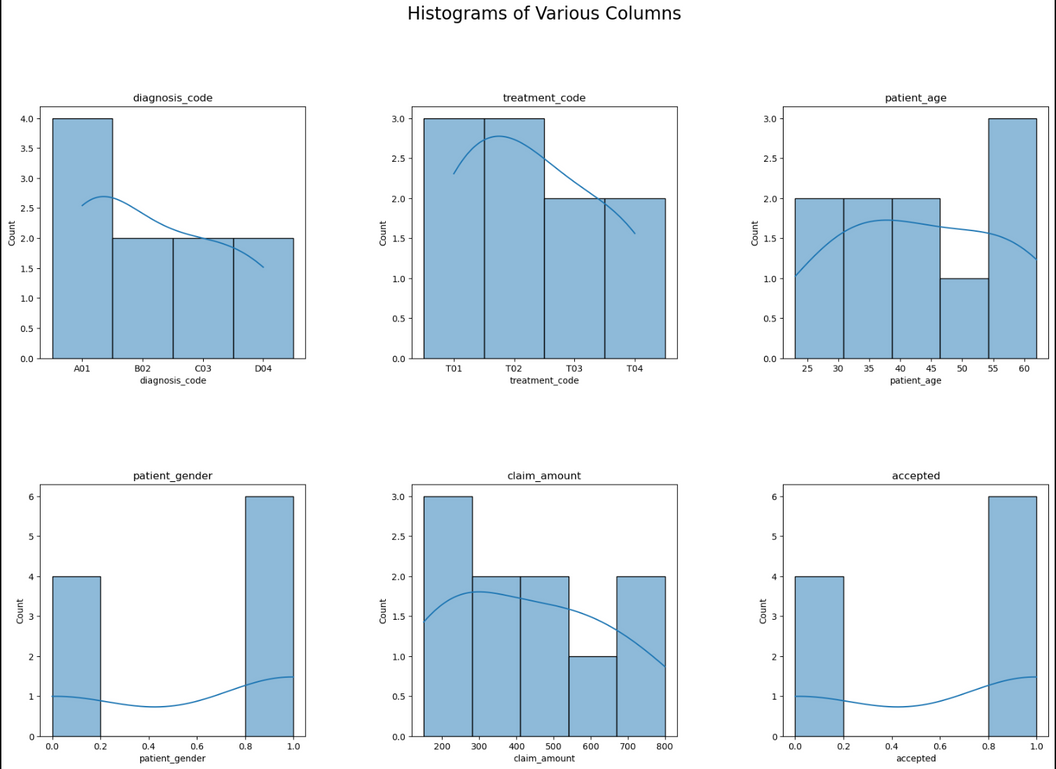 Histograms of Various Columns
diagnosis_code
4.0
3.5
3.0
2.5
2.0
1.5
1.0
0.5
0.0
Count
A01 B02 C03 D04
diagnosis_code
treatment_code
3.0
2.5
2.0
1.5
1.0
0.5
0.0
Count
T01 T02 T03 T04
treatment_code
patient_age
3.0
2.5
2.0
1.5
1.0
0.5
0.0
Count
25 30 35 40 45 50 55 60
patient_age
patient_gender
6
5
4
3
2
1
0
Count
0.0 0.2 0.4 0.6 0.8 1.0
patient_gender
claim_amount
3.0
2.5
2.0
1.5
1.0
0.5
0.0
Count
200 300 400 500 600 700 800
claim_amount
accepted
6
5
4
3
2
1
0
Count
0.0 0.2 0.4 0.6 0.8 1.0
accepted